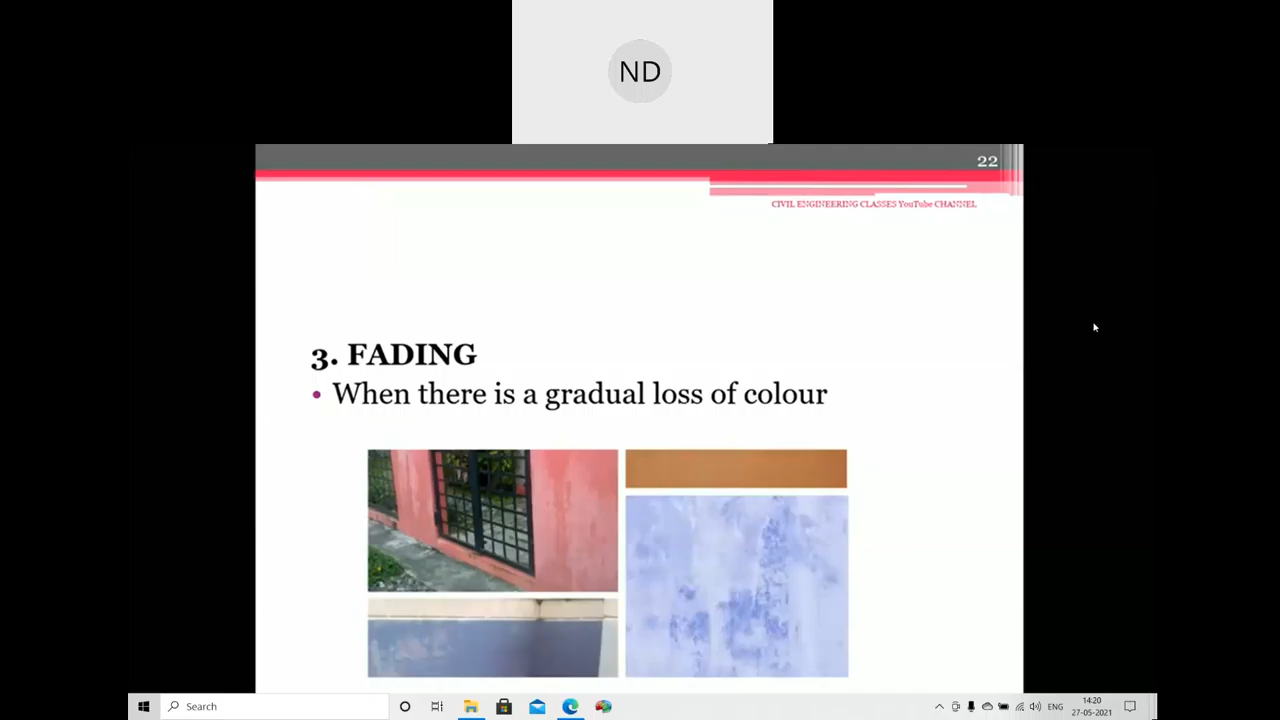 ND
22
CIVIL ENGINEERING CLASSES YouTube CHANNEL
3. FADING
• When there is a gradual loss of colour
Search
ENG
14:20
27-05-2021